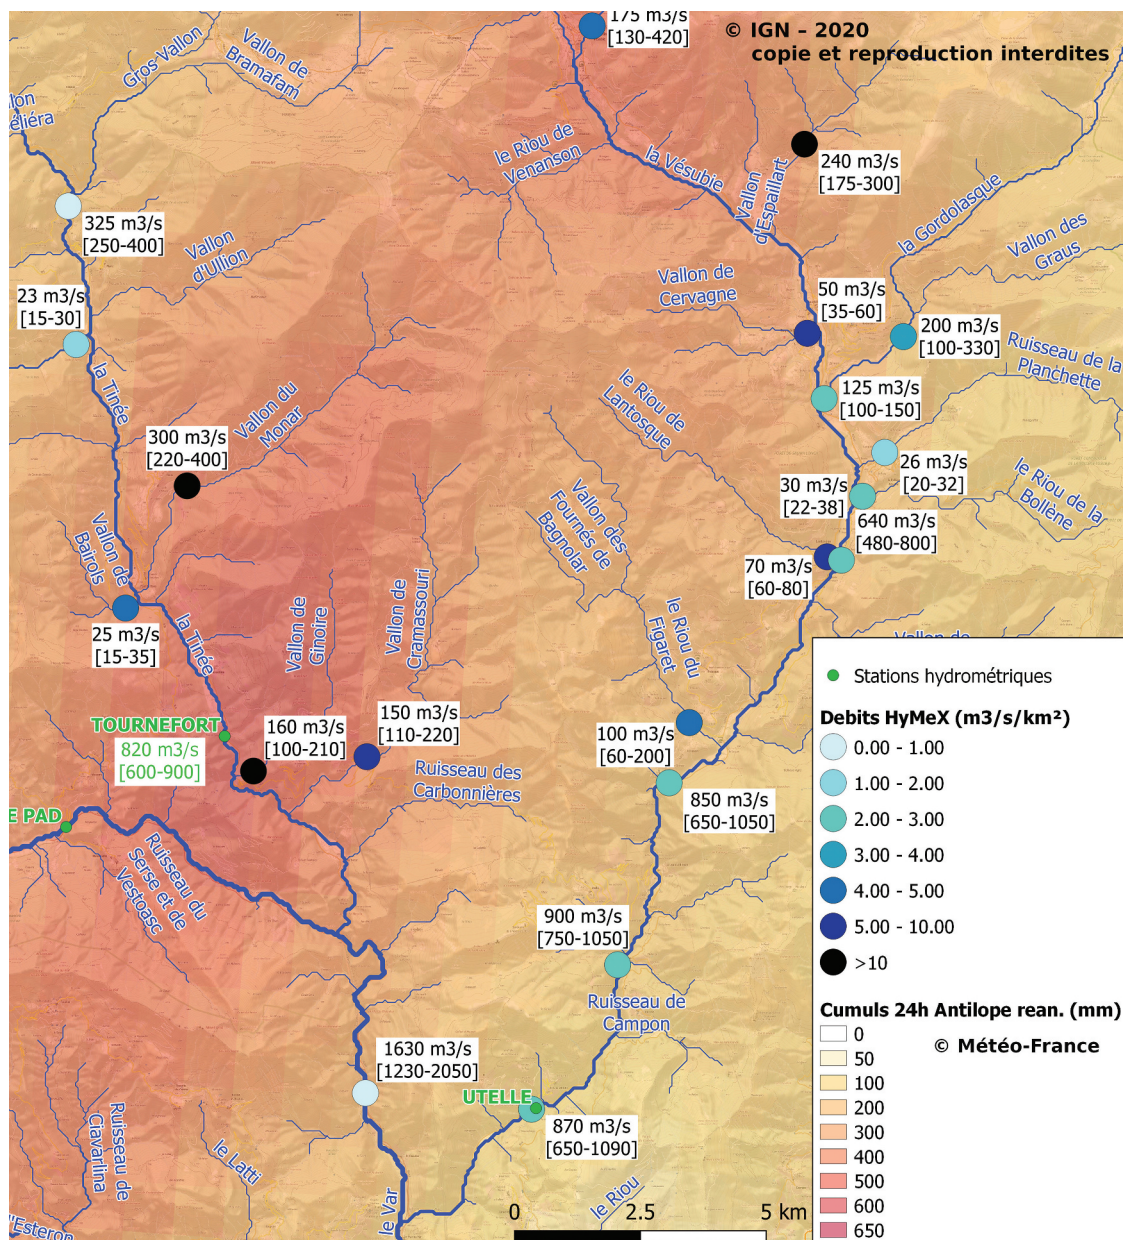 175 m3/s
[130-420]
© IGN – 2020
copie et reproduction interdites
Gros Vallon
Vallon de
Bramafam
le Riou de
Venanson
la Vésubie
Vallon
d'Espaillart
240 m3/s
[175-300]
la Gordolasque
Vallon des
Graus
325 m3/s
[250-400]
Vallon
d'Ullion
Vallon de
Cervagne
50 m3/s
[35-60]
23 m3/s
[15-30]
200 m3/s
[100-330]
Ruisseau de la
Planchette
la Tinée
125 m3/s
[100-150]
le Riou de
Lantosque
Vallon du
Monar
300 m3/s
[220-400]
26 m3/s
[20-32]
le Riou de la
Bolène
30 m3/s
[22-38]
640 m3/s
[480-800]
Vallon des
Fournés de
Bagnolar
Vallon de
Bairols
70 m3/s
[60-80]
Vallon de
Cramassouri
Vallon de
Ginoire
25 m3/s
[15-35]
la Tinée
le Riou du
Figaret
Vallon de
TOURNEFORT
820 m3/s
[600-900]
160 m3/s
[100-210]
150 m3/s
[110-220]
100 m3/s
[60-200]
Ruisseau des
Carbonnières
850 m3/s
[650-1050]
E PAD
Ruisseau du
Serse et de
Vestoasc
900 m3/s
[750-1050]
Ruisseau de
Campon
1630 m3/s
[1230-2050]
UTELLE
870 m3/s
[650-1090]
Ruisseau de
Clavarlina
le Latti
le Var
le Riou
d'Esteron
0 2.5 5 km
Stations hydrométriques
Debits HyMeX (m3/s/km²)
0.00 - 1.00
1.00 - 2.00
2.00 - 3.00
3.00 - 4.00
4.00 - 5.00
5.00 - 10.00
>10
Cumuls 24h Antilope rean. (mm)
0
50
100
200
300
400
500
600
650
© Météo-France